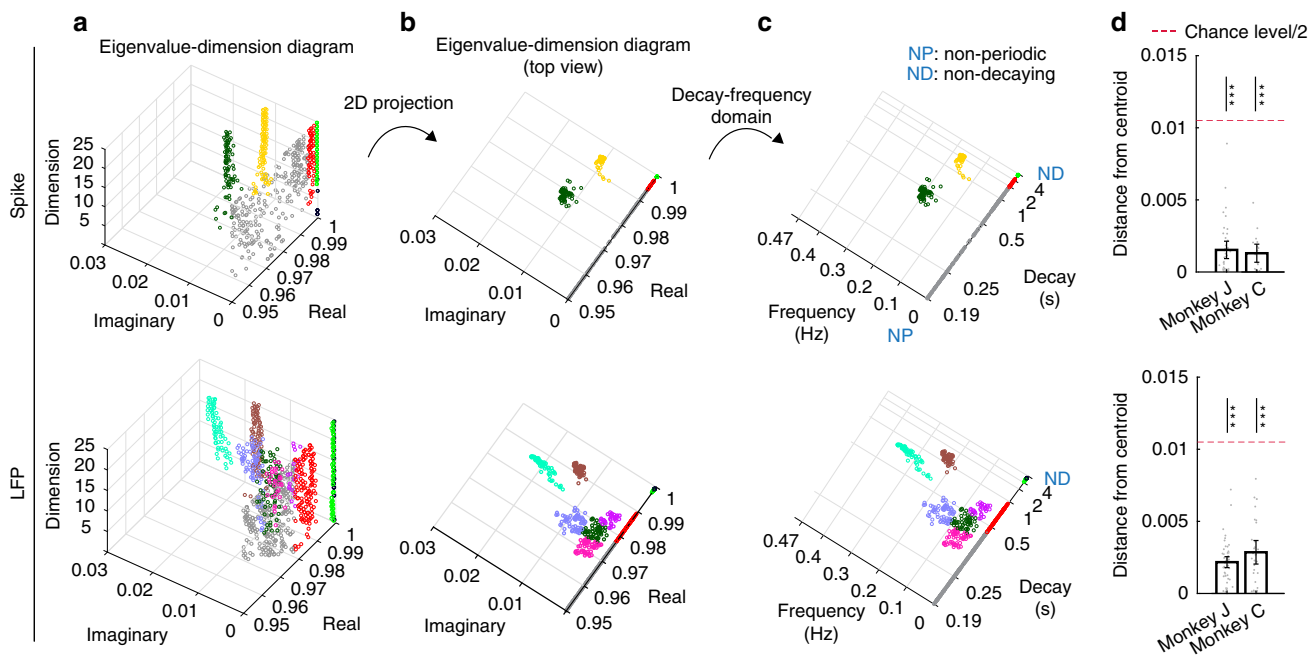 a
b
c
d
Eigenvalue-dimension diagram
Eigenvalue-dimension diagram
(top view)
2D projection
Decay-frequency
domain
NP: non-periodic
ND: non-decaying
Chance level/2
Spike
Dimension
25
20
15
10
5
0.03
0.02
0.01
0
Imaginary
1
0.99
0.98
0.97
0.96
0.95
Real
0.03
0.02
0.01
0
Imaginary
1
0.99
0.98
0.97
0.96
0.95
Real
0.47
0.4
0.3
0.2
0.1
0
Frequency
(Hz)
NP
ND
4
2
1
0.5
0.25
0.19
Decay
(s)
Distance from centroid
0.015
0.01
0.005
0
***
***
Monkey J
Monkey C
LFP
Dimension
25
20
15
10
5
0.03
0.02
0.01
0
Imaginary
1
0.99
0.98
0.97
0.96
0.95
Real
0.03
0.02
0.01
0
Imaginary
1
0.99
0.98
0.97
0.96
0.95
Real
0.47
0.4
0.3
0.2
0.1
0
Frequency
(Hz)
ND
4
2
1
0.5
0.25
0.19
Decay
(s)
Distance from centroid
0.015
0.01
0.005
0
***
***
Monkey J
Monkey C